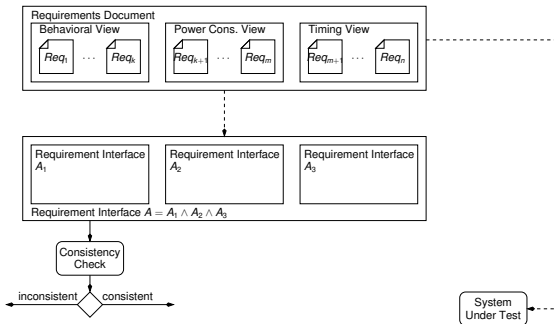 Requirements Document
Behavioral View Power Cons. View Timing View
Req₁ ⋯ Reqₖ Reqₖ₊₁ ⋯ Reqₘ Reqₘ₊₁ ⋯ Reqₙ
Requirement Interface Requirement Interface Requirement Interface
A₁ A₂ A₃
Requirement Interface A = A₁ ∧ A₂ ∧ A₃
Consistency
Check
inconsistent consistent
System
Under Test